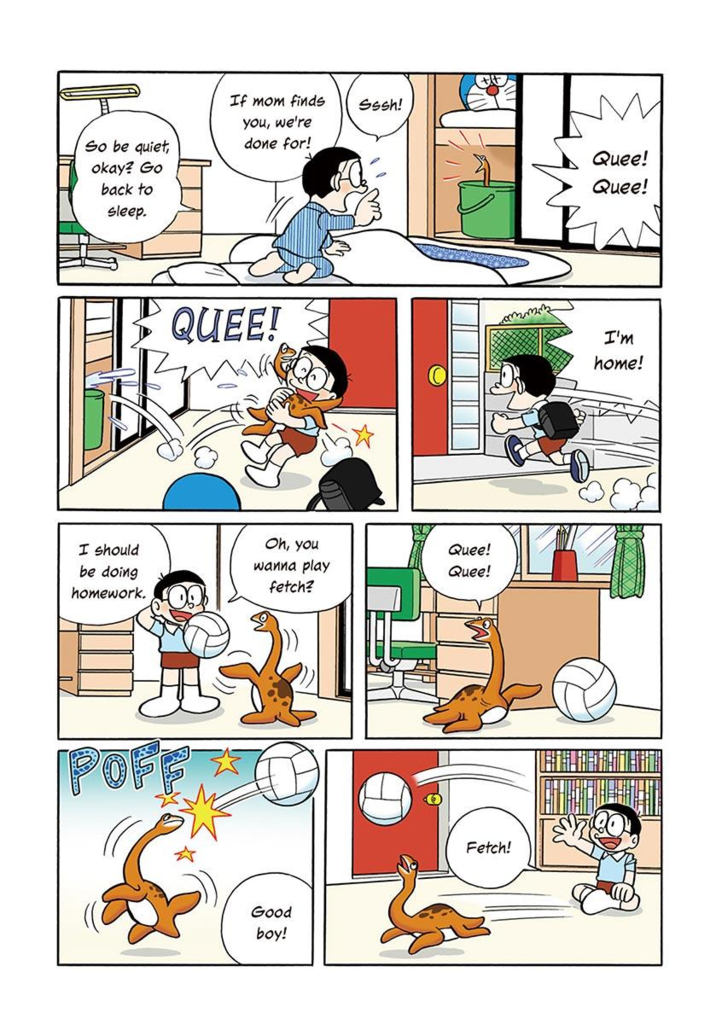 Quee!
Quee!
Sssh!
If mom finds
you, we're
done for!
So be quiet,
okay? Go
back to
sleep.
I'm
home!
QUEE!
Quee!
Quee!
Oh, you
wanna play
fetch?
I should
be doing
homework.
Fetch!
POFF
Good
boy!